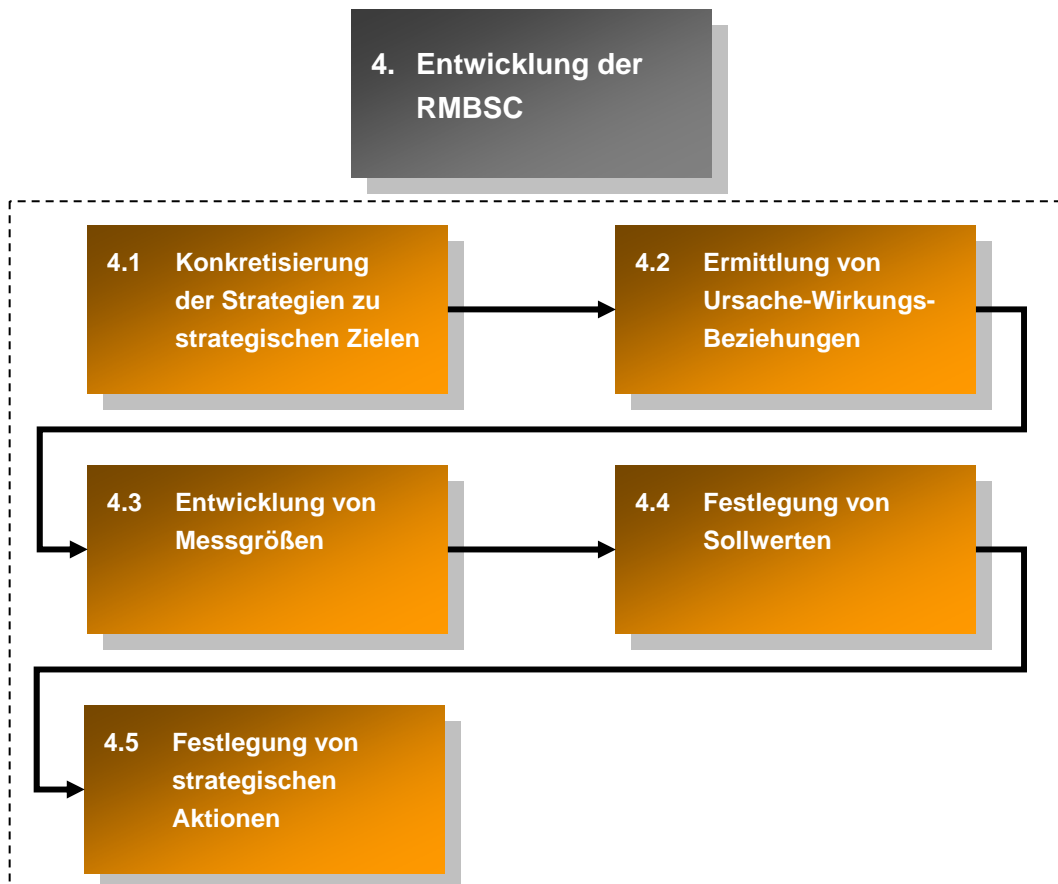 4. Entwicklung der
RMBSC
4.1 Konkretisierung
der Strategien zu
strategischen Zielen
4.2 Ermittlung von
Ursache-Wirkungs-
Beziehungen
4.3 Entwicklung von
Messgrößen
4.4 Festlegung von
Sollwerten
4.5 Festlegung von
strategischen
Aktionen